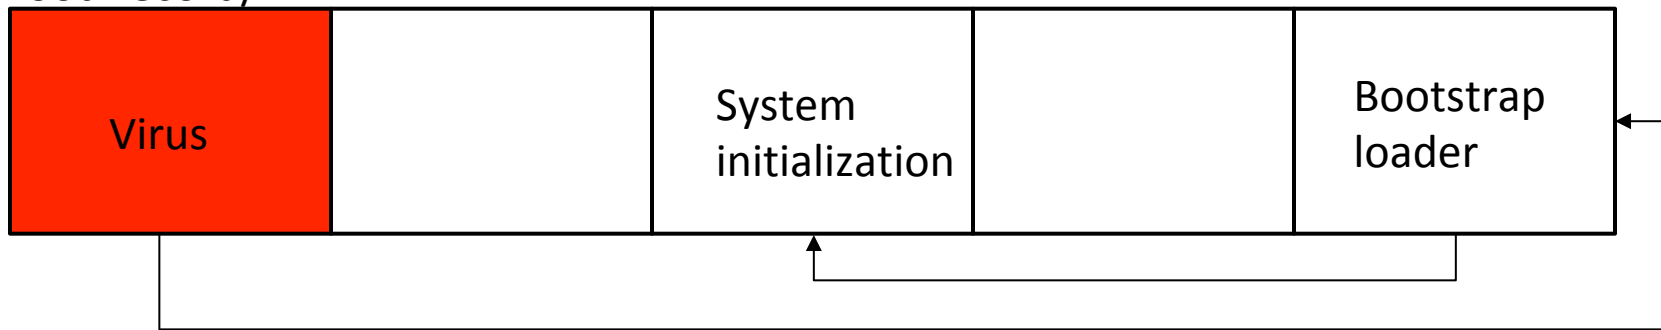 Virus
System
initialization
Bootstrap
loader